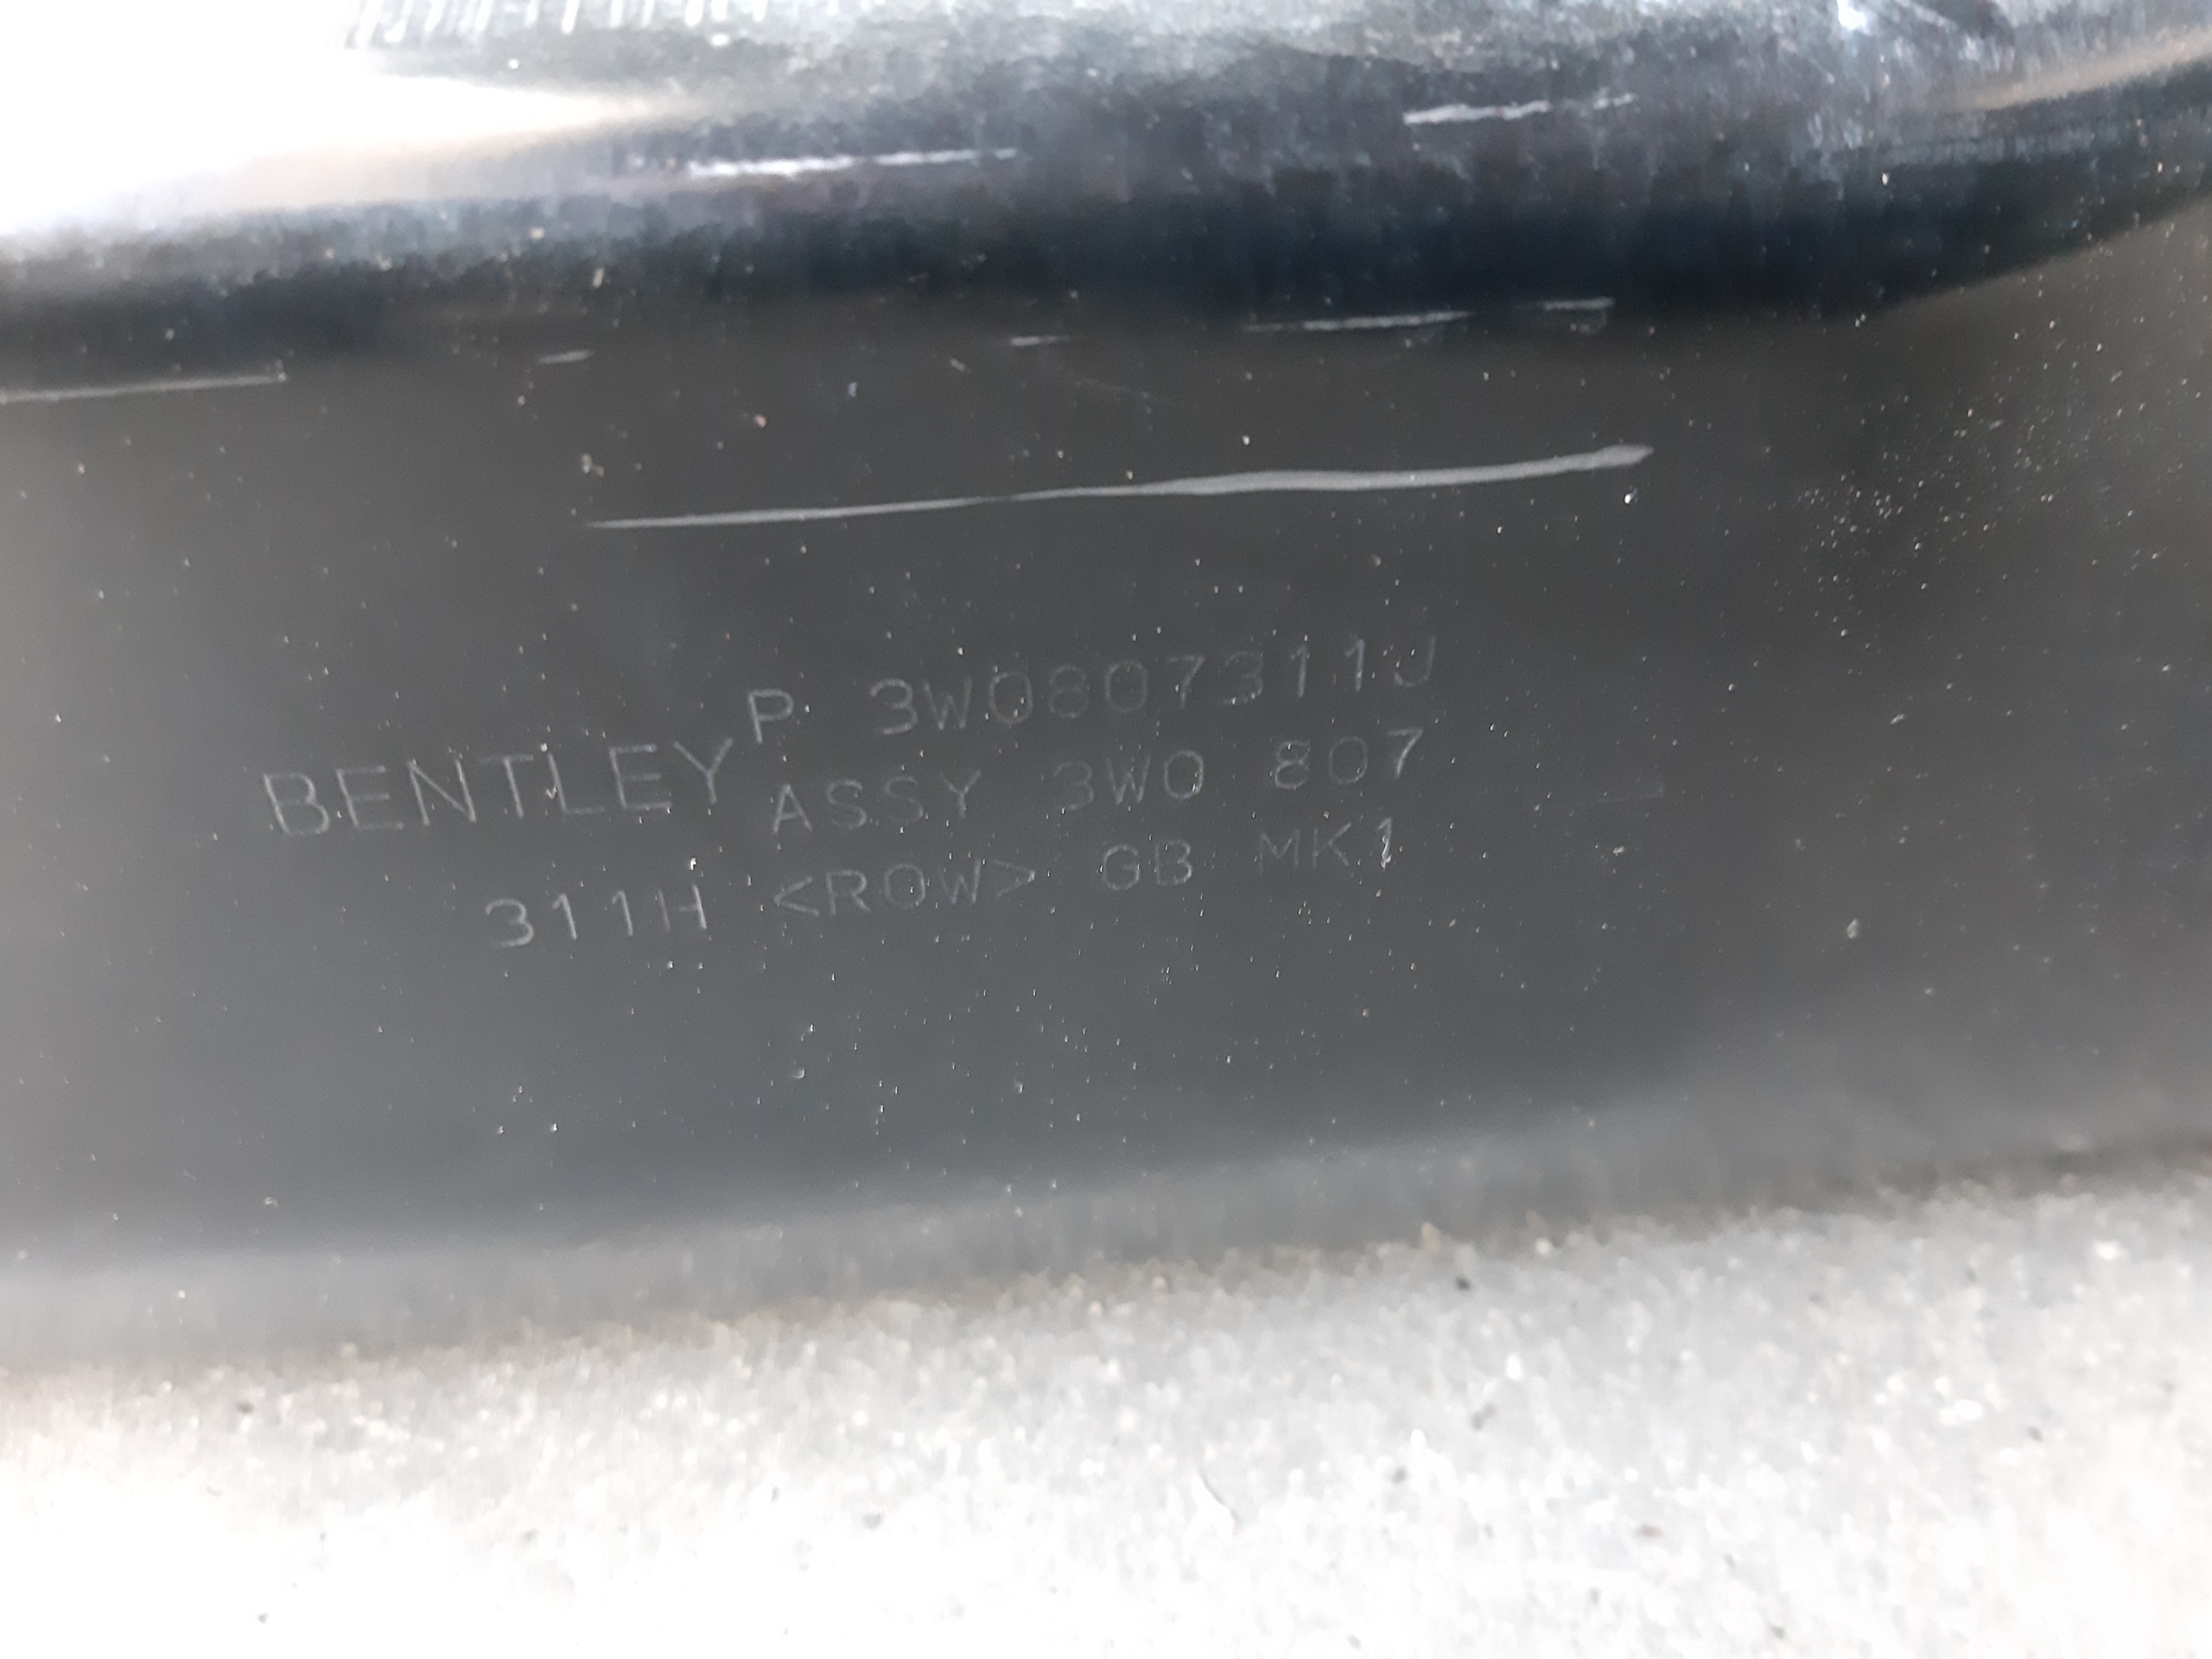 P 3W0807311J
BENTLEY ASSY 3W0 807
311H <ROW> GB MK1